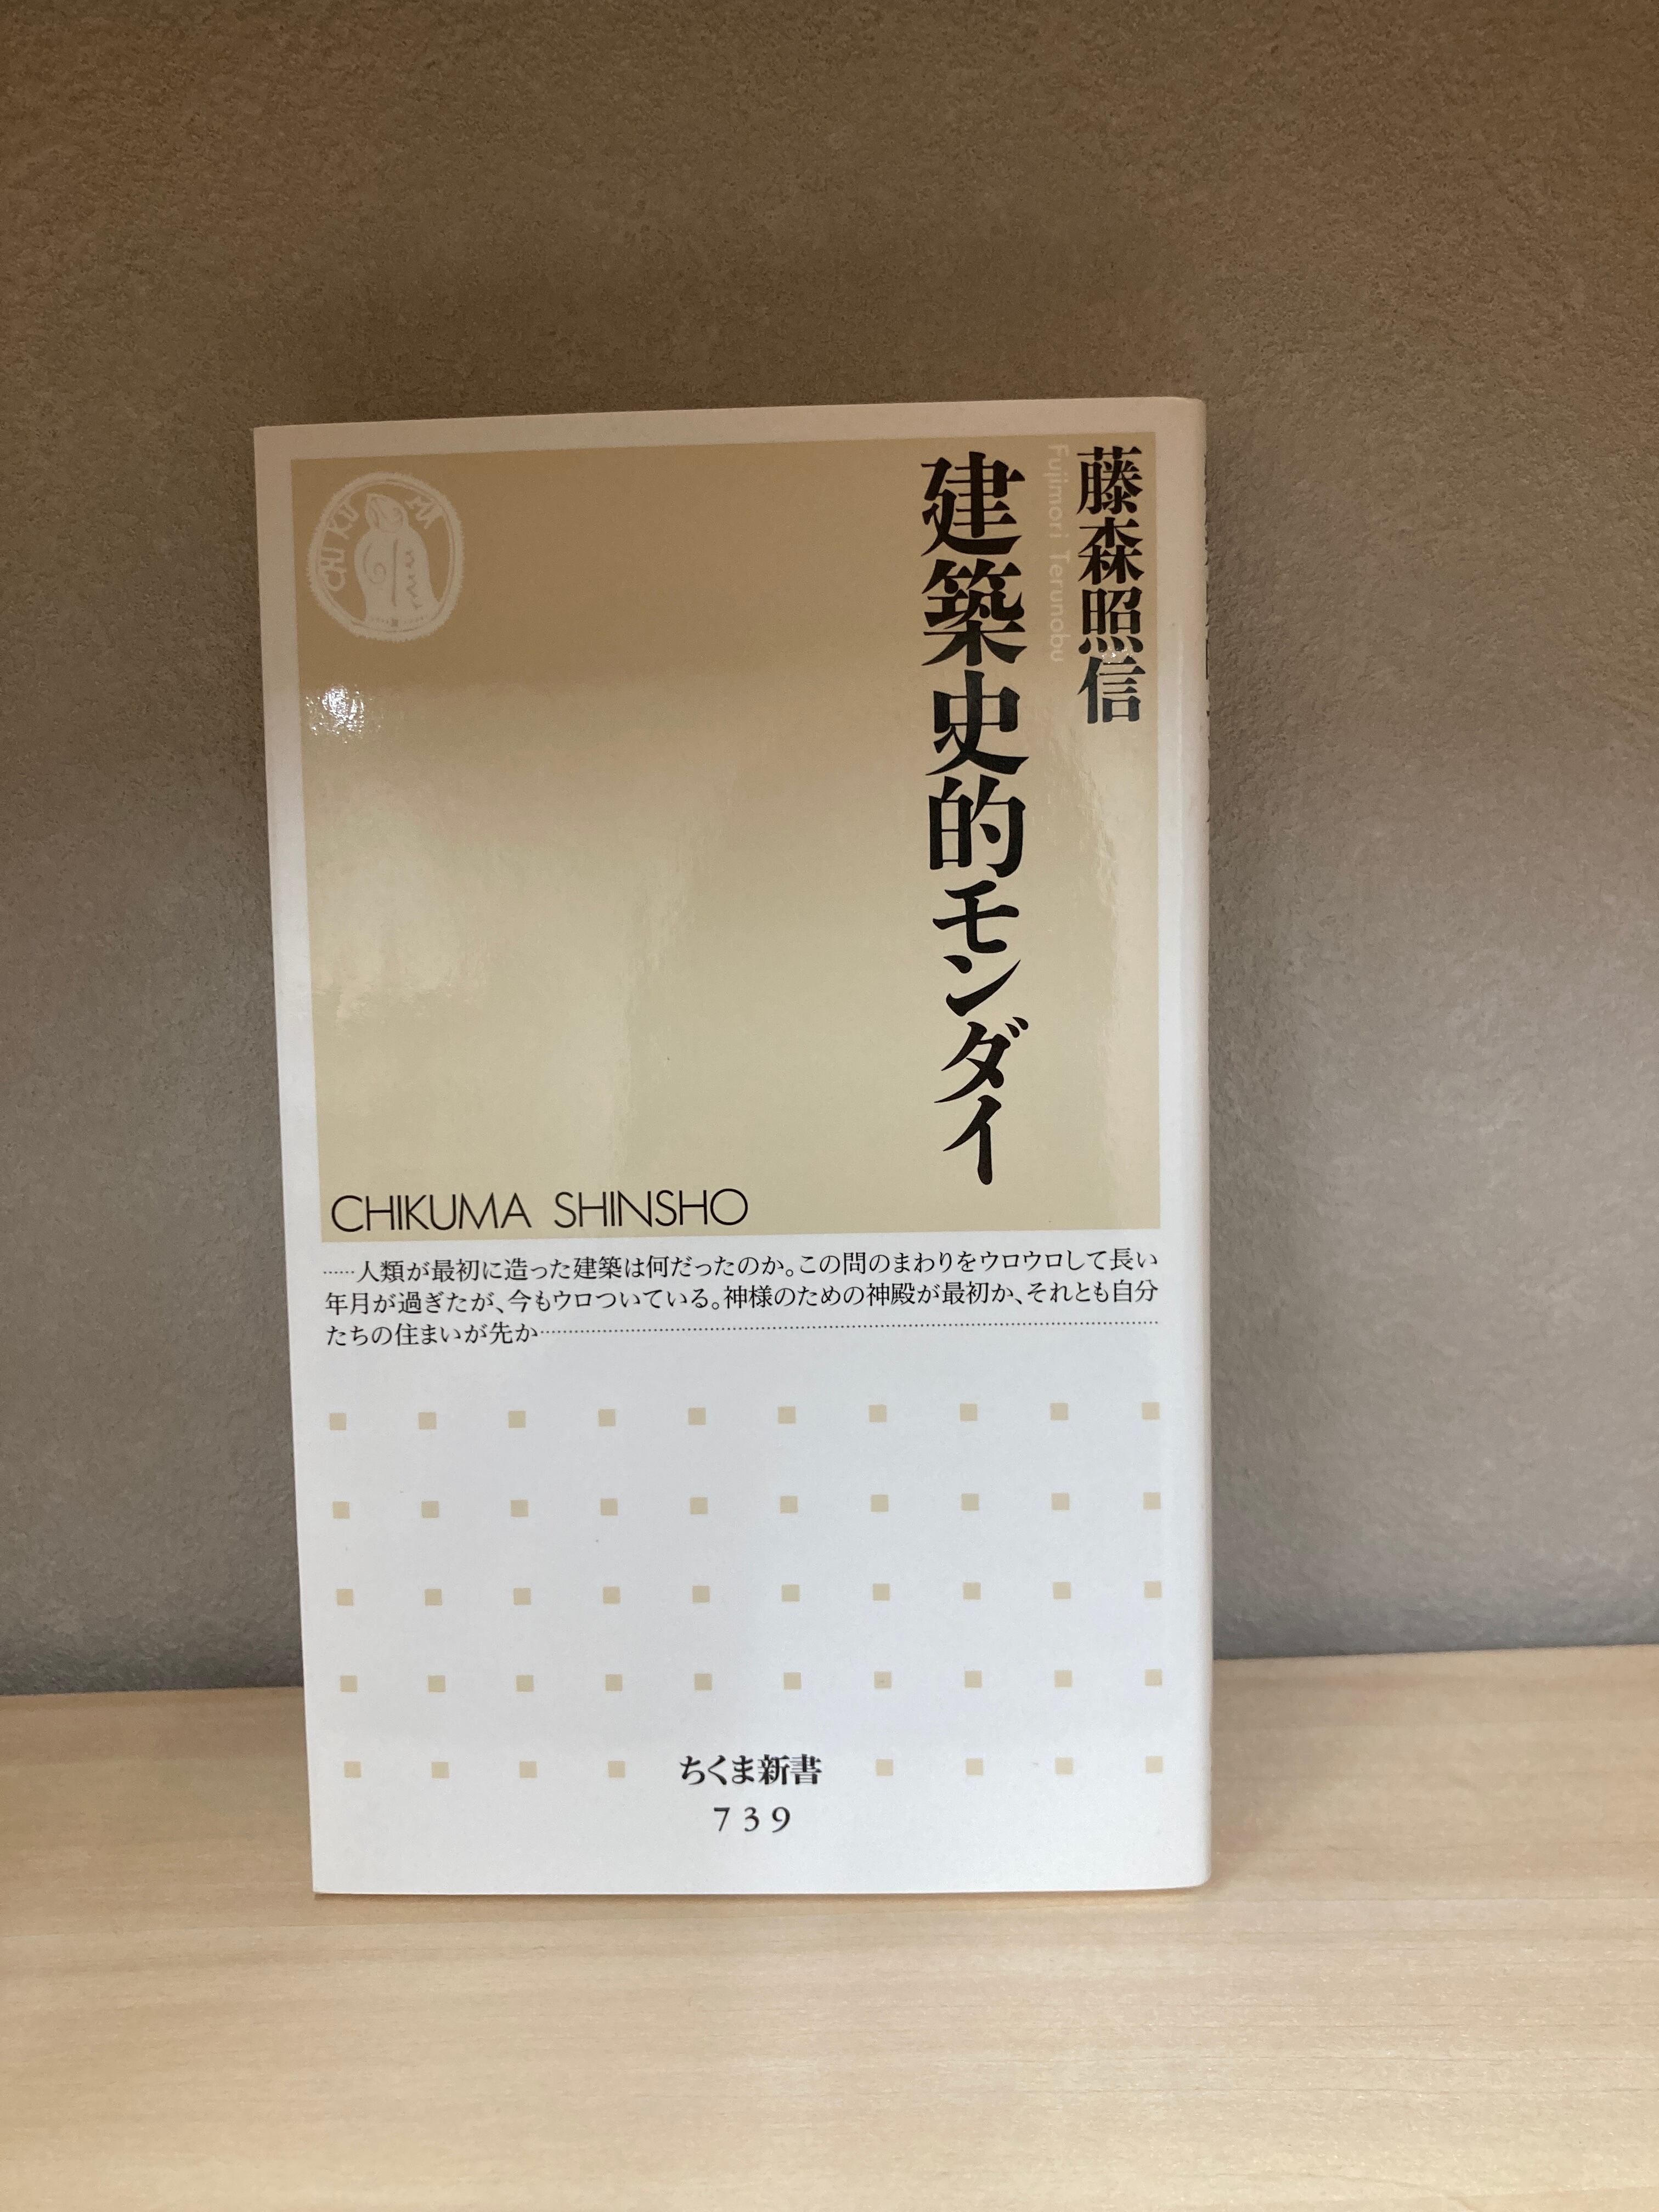 藤森照信
Fujimori Terunobu
建築史的モンダイ
CHIKUMA
CHIKUMA SHINSHO
……人類が最初に造った建築は何だったのか。この問のまわりをウロウロして長い
年月が過ぎたが、今もウロついている。神様のための神殿が最初か、それとも自分
たちの住まいが先か……………………………………………………
ちくま新書
739